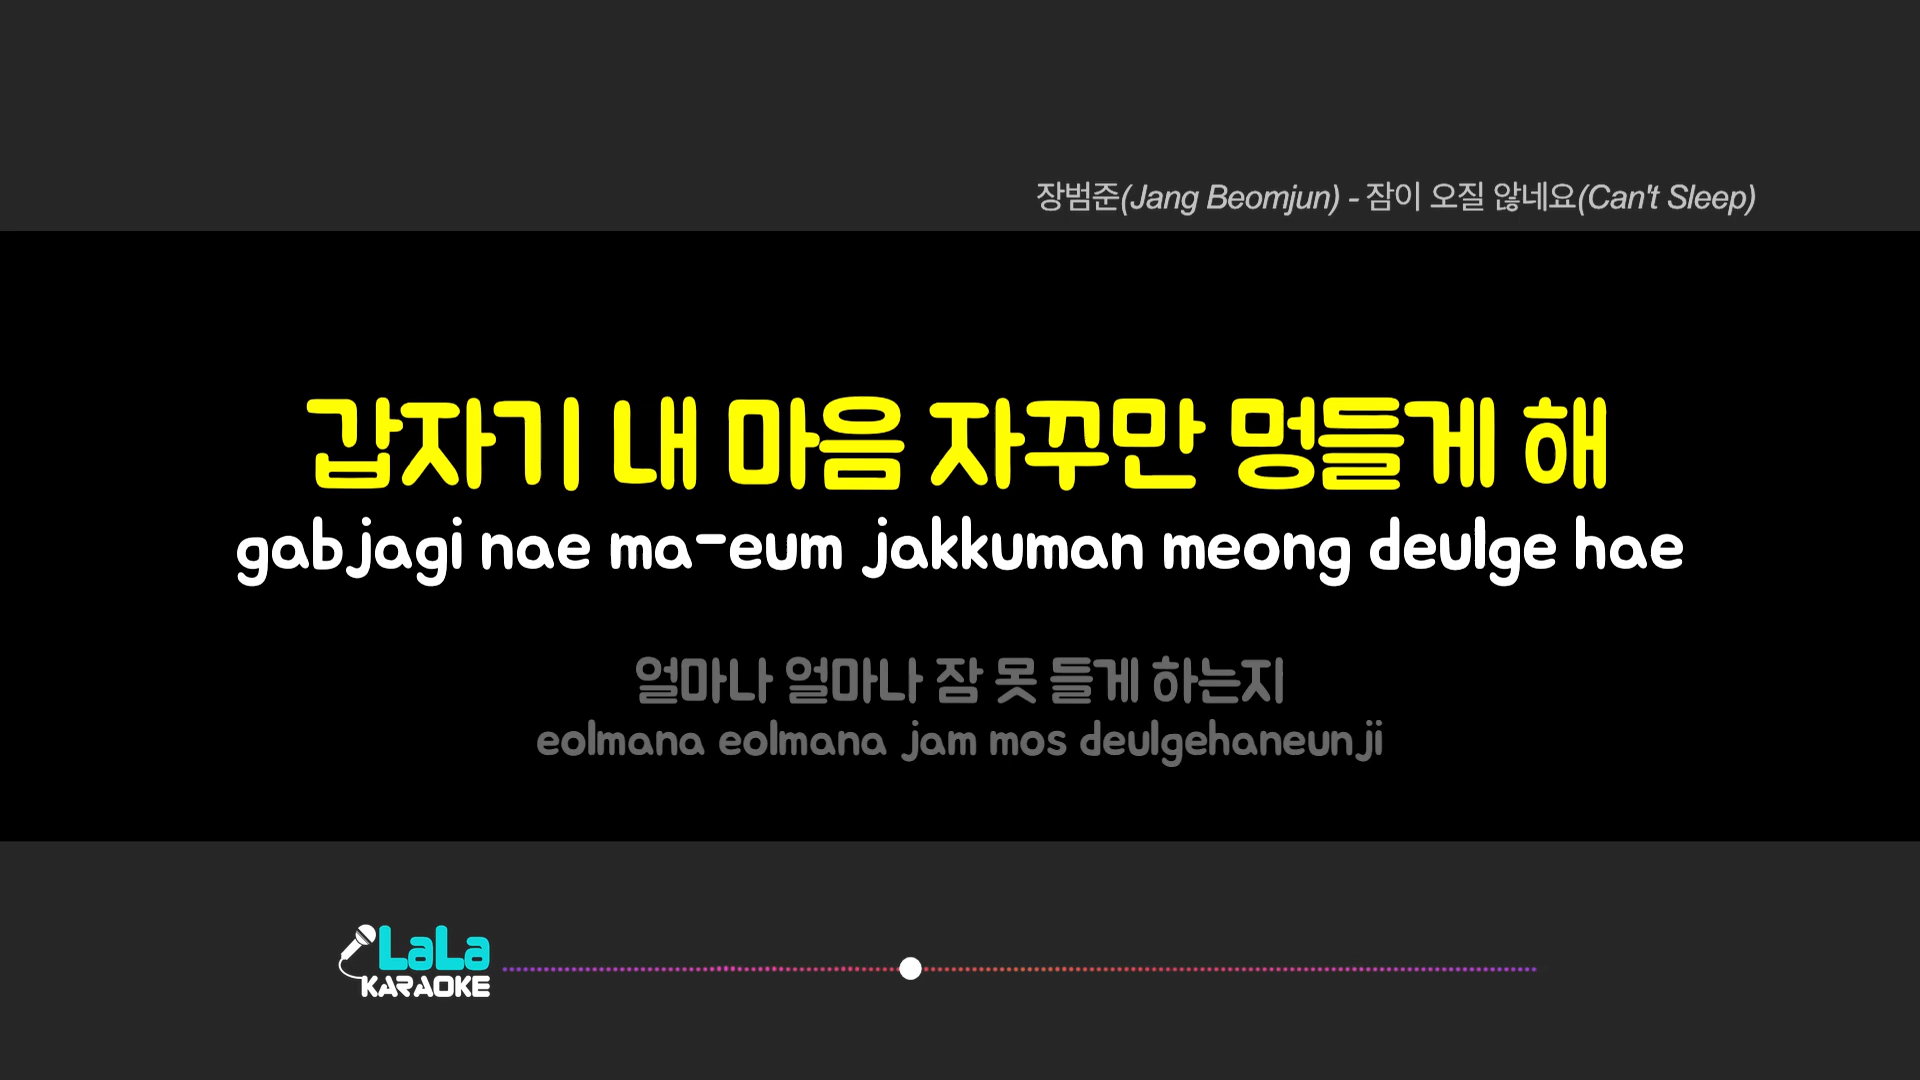 장범준(Jang Beomjun) - 잠이 오질 않네요(Can't Sleep)
갑자기 내 마음 자꾸만 멍들게 해
gabjagi nae ma-eum jakkuman meong deulge hae
얼마나 얼마나 잠 못 들게 하는지
eolmana eolmana jam mos deulgehaneunji
LaLa
KARAOKE